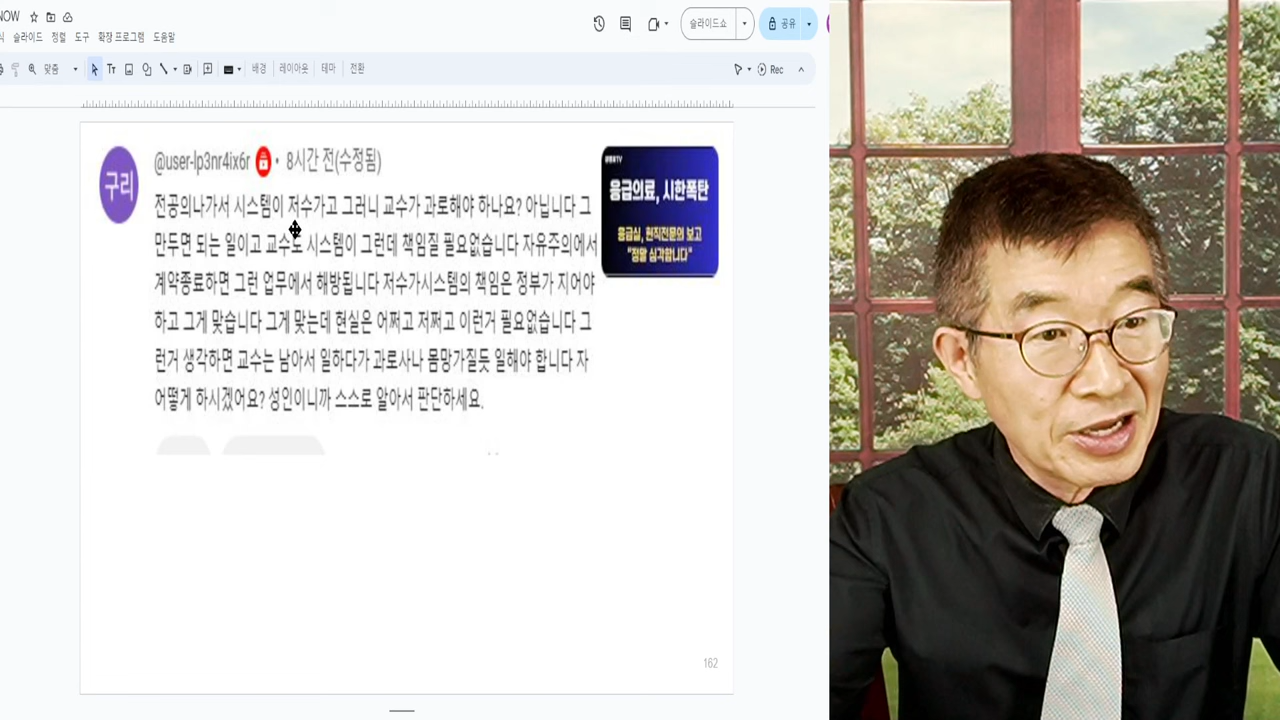 NOW
식 슬라이드 정렬 도구 확장 프로그램 도움말
슬라이드쇼
공유
맞춤
Tт
배경 레이아웃 테마 전환
Rec
구리
@user-lp3nr4ix6r · 8시간 전(수정됨)
전공의나가서 시스템이 저수가고 그러니 교수가 과로해야 하나요? 아닙니다 그
만두면 되는 일이고 교수도 시스템이 그런데 책임질 필요없습니다 자유주의에서
계약종료하면 그런 업무에서 해방됩니다 저수가시스템의 책임은 정부가 지어야
하고 그게 맞습니다 그게 맞는데 현실은 어쩌고 저쩌고 이런거 필요없습니다 그
런거 생각하면 교수는 남아서 일하다가 과로사나 몸망가질듯 일해야 합니다 자
어떻게 하시겠어요? 성인이니까 스스로 알아서 판단하세요.
응급의료, 시한폭탄
응급실, 현직전문의 보고
"정말 심각합니다"
162